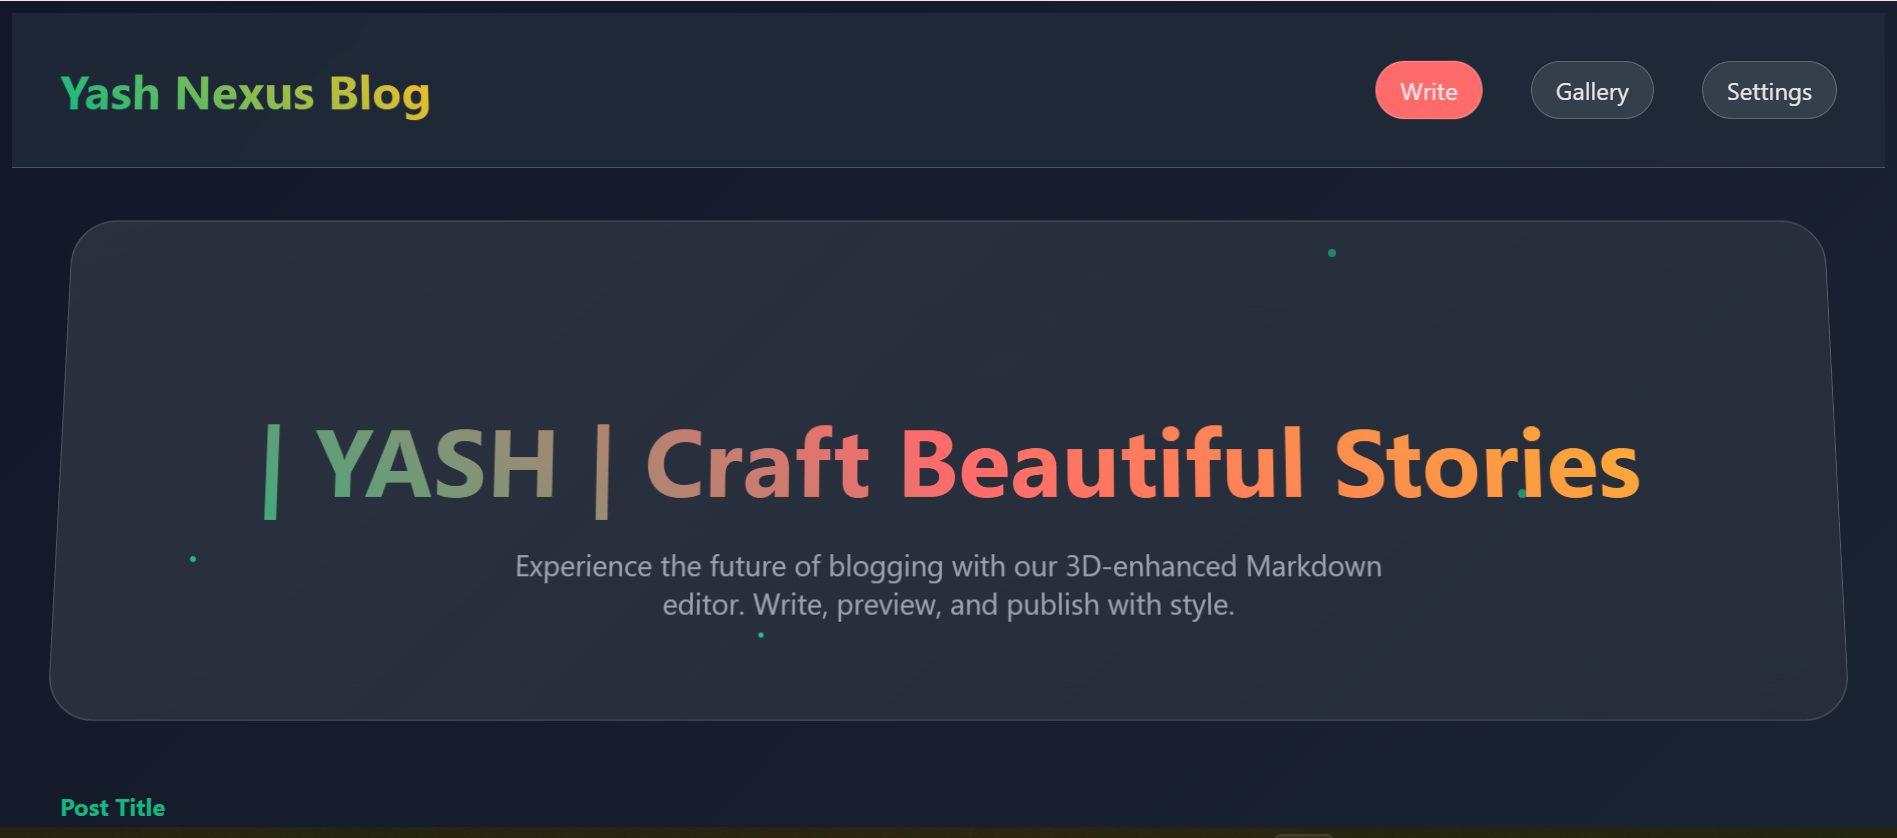 Yash Nexus Blog
Write
Gallery
Settings
| YASH | Craft Beautiful Stories
Experience the future of blogging with our 3D-enhanced Markdown
editor. Write, preview, and publish with style.
Post Title